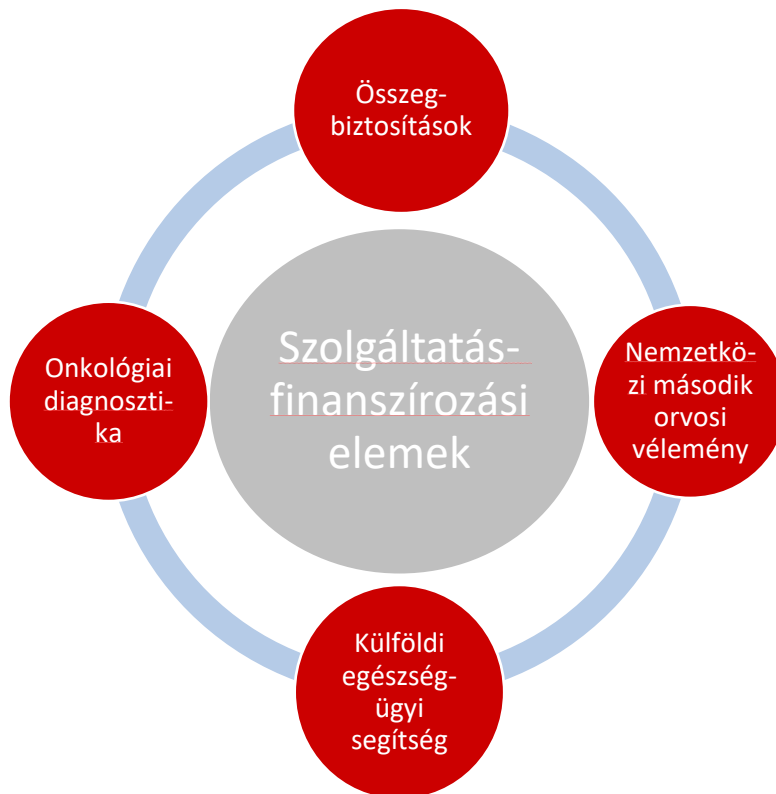 Összeg-
biztosítások
Szolgáltatás-
finanszírozási
elemek
Nemzetkö-
zi második
orvosi
vélemény
Onkológiai
diagnoszti-
ka
Külföldi
egészség-
ügyi
segítség